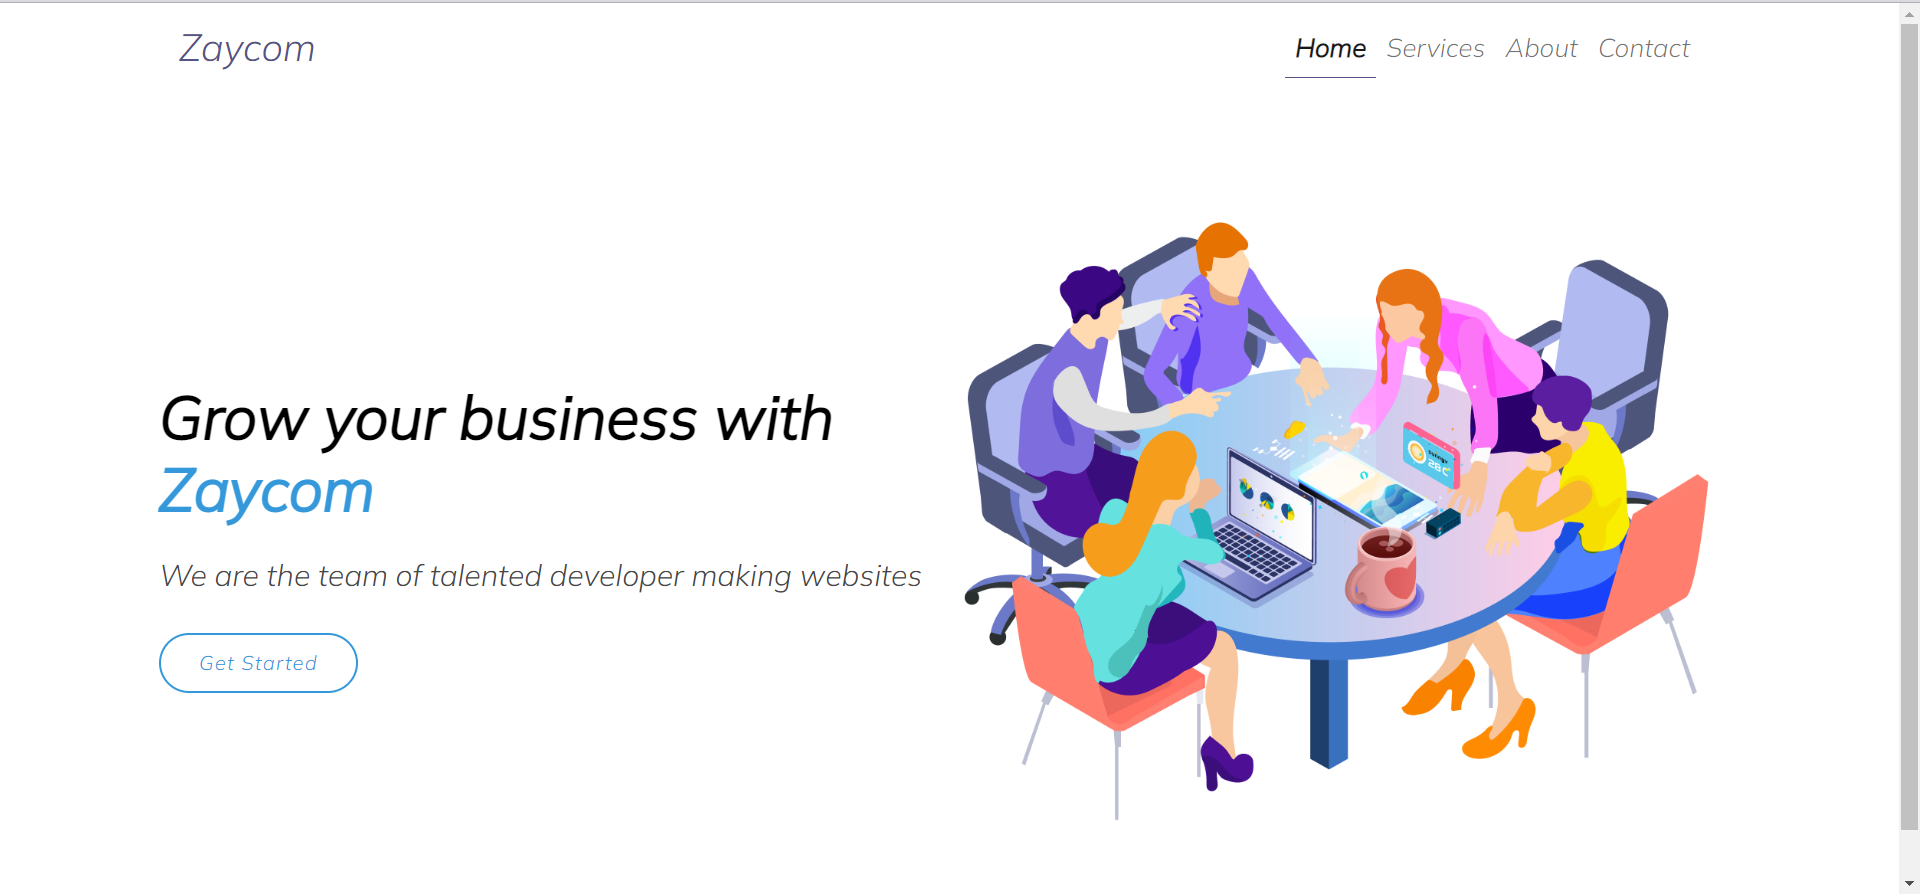 Zaycom
Home Services About Contact
Grow your business with
Zaycom
We are the team of talented developer making websites
Get Started
28 C